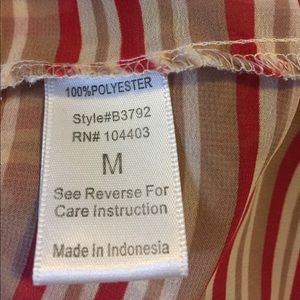 100%POLYESTER
Style#B3792
RN# 104403
M
See Reverse For
Care Instruction
Made in Indonesia